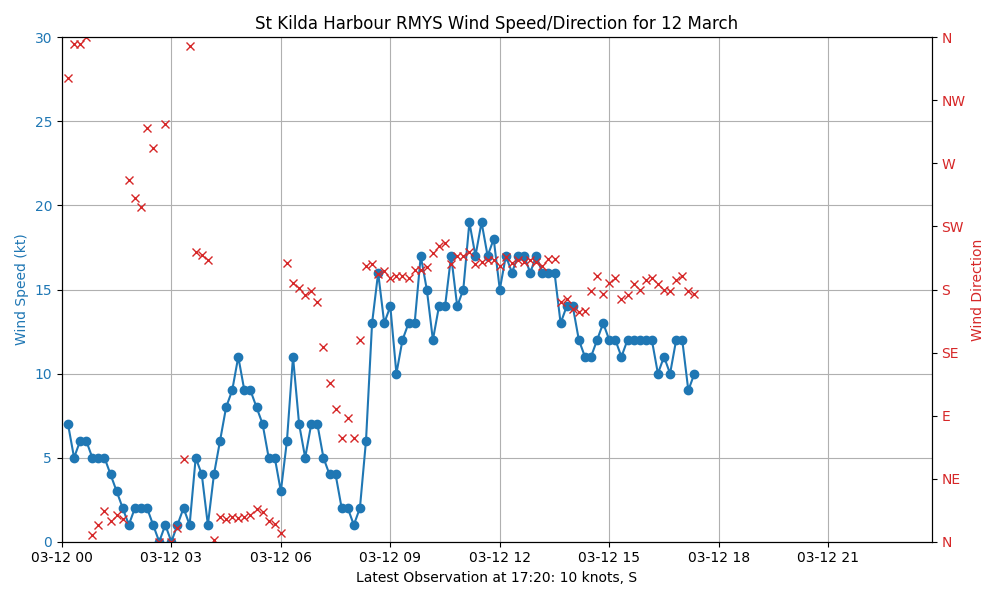 St Kilda Harbour RMYS Wind Speed/Direction for 12 March
30
25
20
15
10
5
0
Wind Speed (kt)
N
NW
W
SW
S
SE
E
NE
N
Wind Direction
03-12 00
03-12 03
03-12 06
03-12 09
03-12 12
03-12 15
03-12 18
03-12 21
Latest Observation at 17:20: 10 knots, S